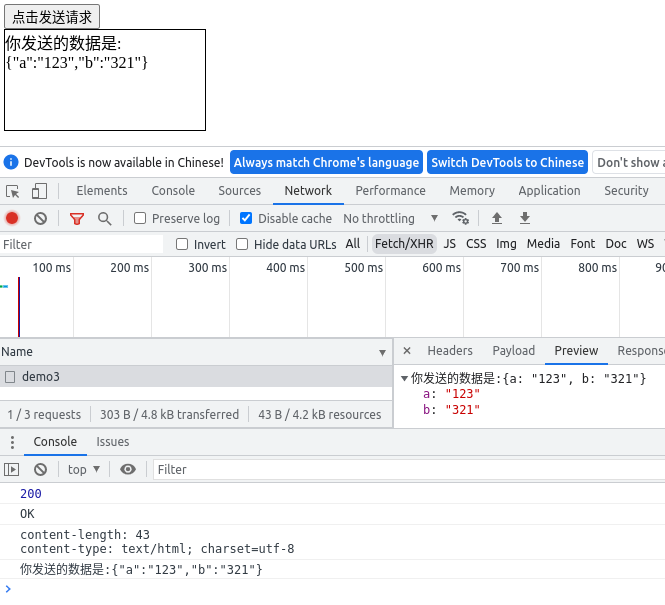 点击发送请求
你发送的数据是:
{"a":"123","b":"321"}
DevTools is now available in Chinese! Always match Chrome's language Switch DevTools to Chinese Don't show a
Elements Console Sources Network Performance Memory Application Security
Preserve log Disable cache No throttling
Filter Invert Hide data URLs All Fetch/XHR JS CSS Img Media Font Doc WS
100 ms 200 ms 300 ms 400 ms 500 ms 600 ms 700 ms 800 ms 90
Name × Headers Payload Preview Respons
demo3 你发送的数据是:{a: "123", b: "321"}
a: "123"
b: "321"
1 / 3 requests 303 B / 4.8 kB transferred 43 B / 4.2 kB resources
Console Issues
top Filter
200
OK
content-length: 43
content-type: text/html; charset=utf-8
你发送的数据是:{"a":"123","b":"321"}